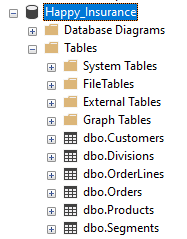 Happy_Insurance
Database Diagrams
Tables
System Tables
FileTables
External Tables
Graph Tables
dbo.Customers
dbo.Divisions
dbo.OrderLines
dbo.Orders
dbo.Products
dbo.Segments